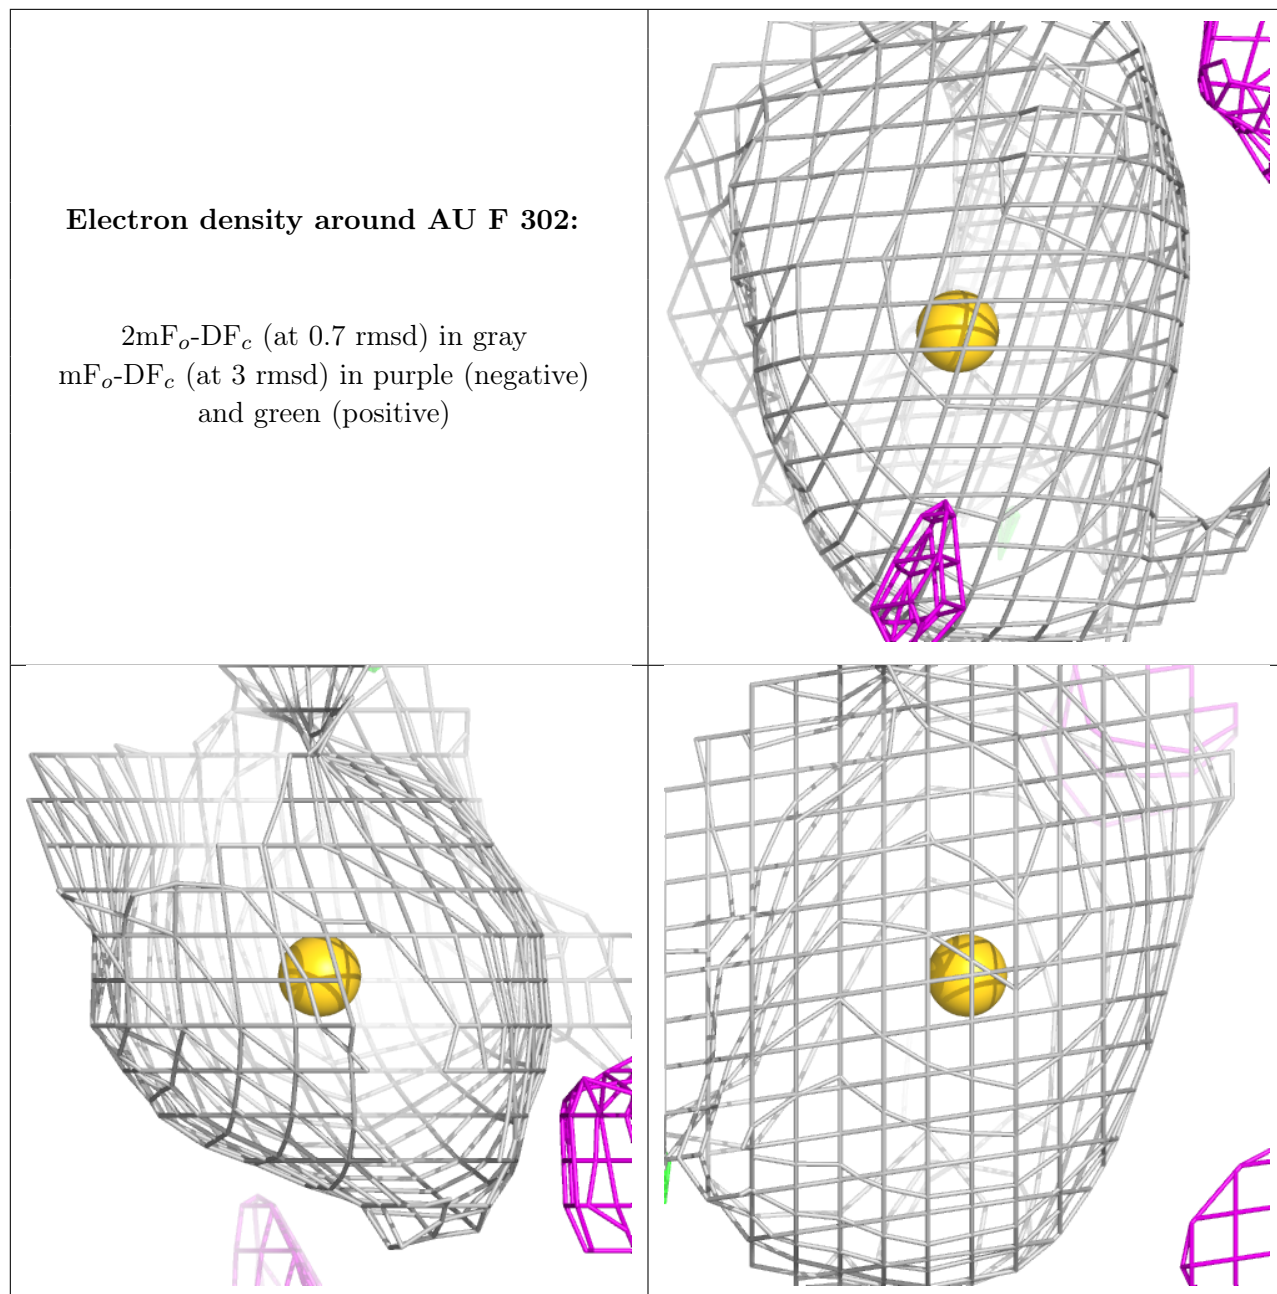 Electron density around AU F 302:
2mFo-DFc (at 0.7 rmsd) in gray
mFo-DFc (at 3 rmsd) in purple (negative)
and green (positive)